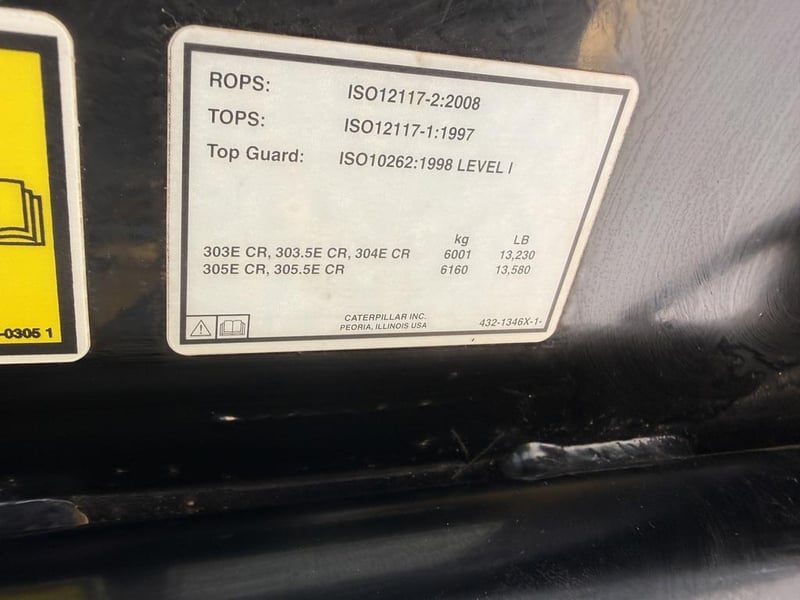 ROPS: ISO12117-2:2008
TOPS: ISO12117-1:1997
Top Guard: ISO10262:1998 LEVEL I
kg LB
303E CR, 303.5E CR, 304E CR 6001 13,230
305E CR, 305.5E CR 6160 13,580
CATERPILLAR INC.
PEORIA, ILLINOIS USA
432-1346X-1-
-0305 1